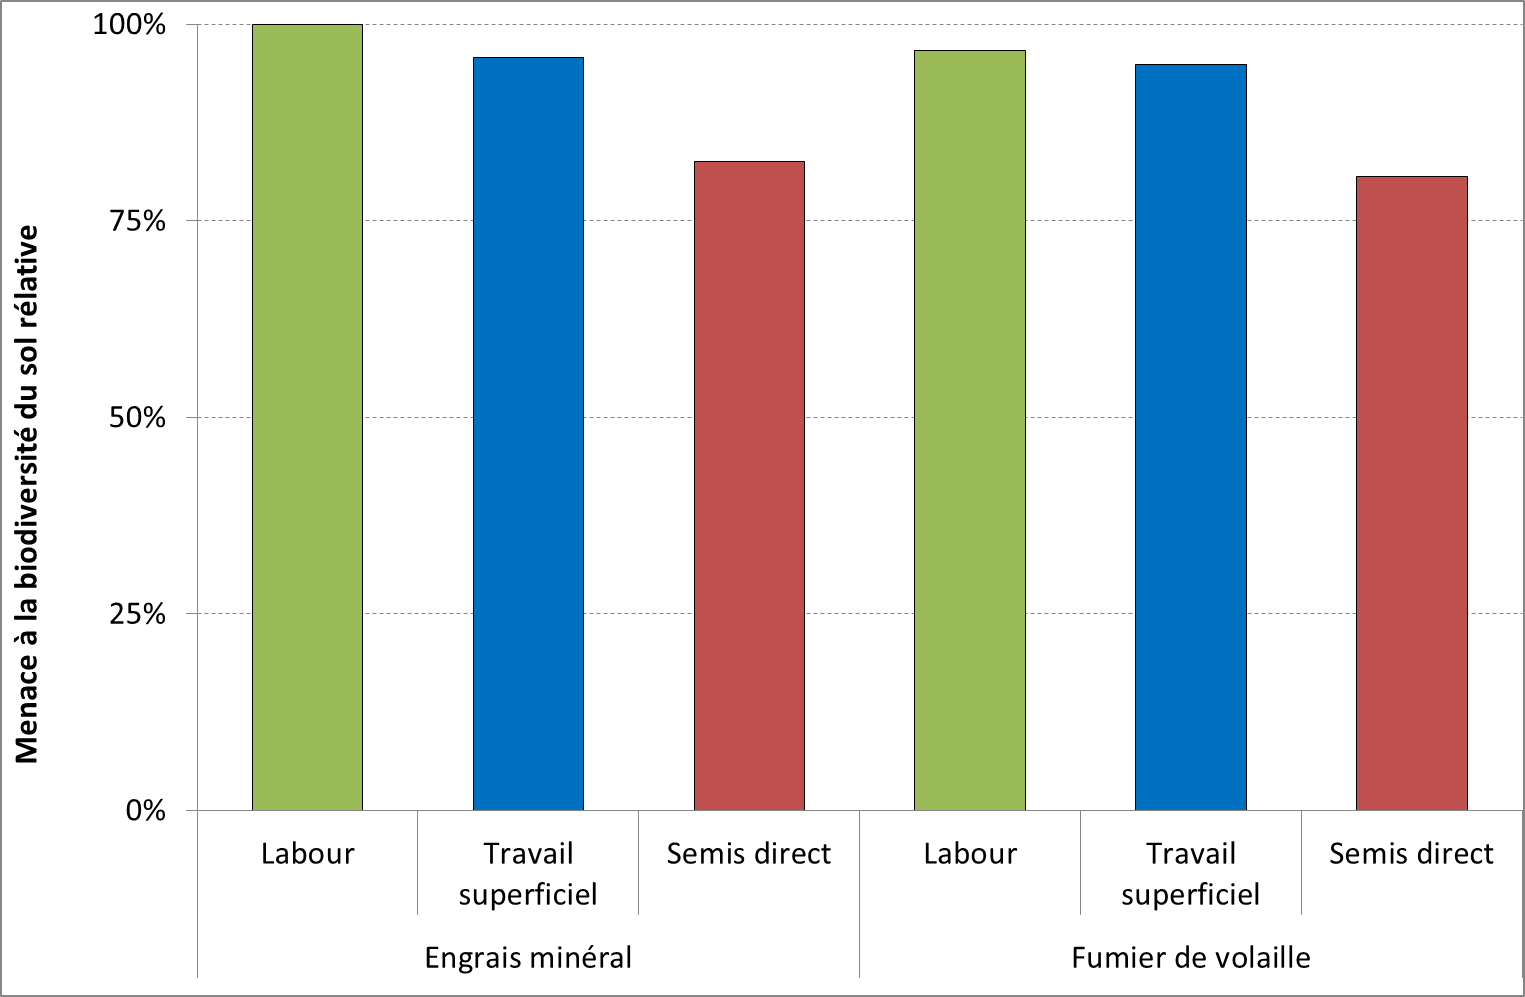 Menace à la biodiversité du sol rélative
100%
75%
50%
25%
0%
Labour
Travail
superficiel
Semis direct
Labour
Travail
superficiel
Semis direct
Engrais minéral
Fumier de volaille